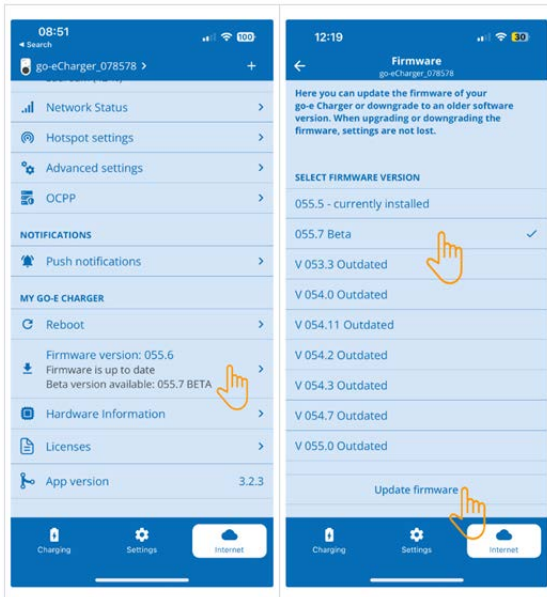 08:51
100
Search
go-eCharger_078578
+
Network Status
Hotspot settings
Advanced settings
OCPP
NOTIFICATIONS
Push notifications
MY GO-E CHARGER
Reboot
Firmware version: 055.6
Firmware is up to date
Beta version available: 055.7 BETA
Hardware Information
Licenses
App version 3.2.3
Charging Settings Internet
12:19
30
Firmware
go-eCharger_078578
Here you can update the firmware of your
go-e Charger or downgrade to an older software
version. When upgrading or downgrading the
firmware, settings are not lost.
SELECT FIRMWARE VERSION
055.5 - currently installed
055.7 Beta
V 053.3 Outdated
V 054.0 Outdated
V 054.11 Outdated
V 054.2 Outdated
V 054.3 Outdated
V 054.7 Outdated
V 055.0 Outdated
Update firmware
Charging Settings Internet